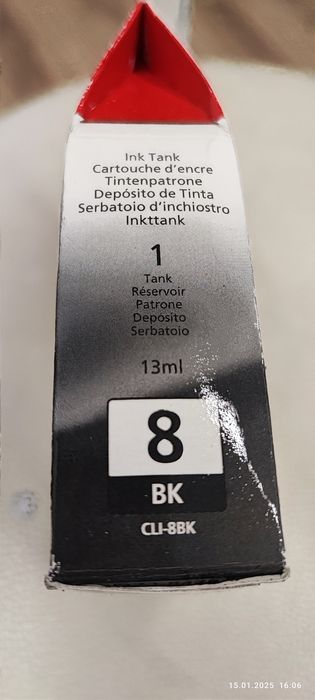 Ink Tank
Cartouche d'encre
Tintenpatrone
Depósito de Tinta
Serbatoio d'inchiostro
Inkttank
1
Tank
Réservoir
Patrone
Depósito
Serbatoio
13ml
8
BK
CLI-8BK
15.01.2025 16:06